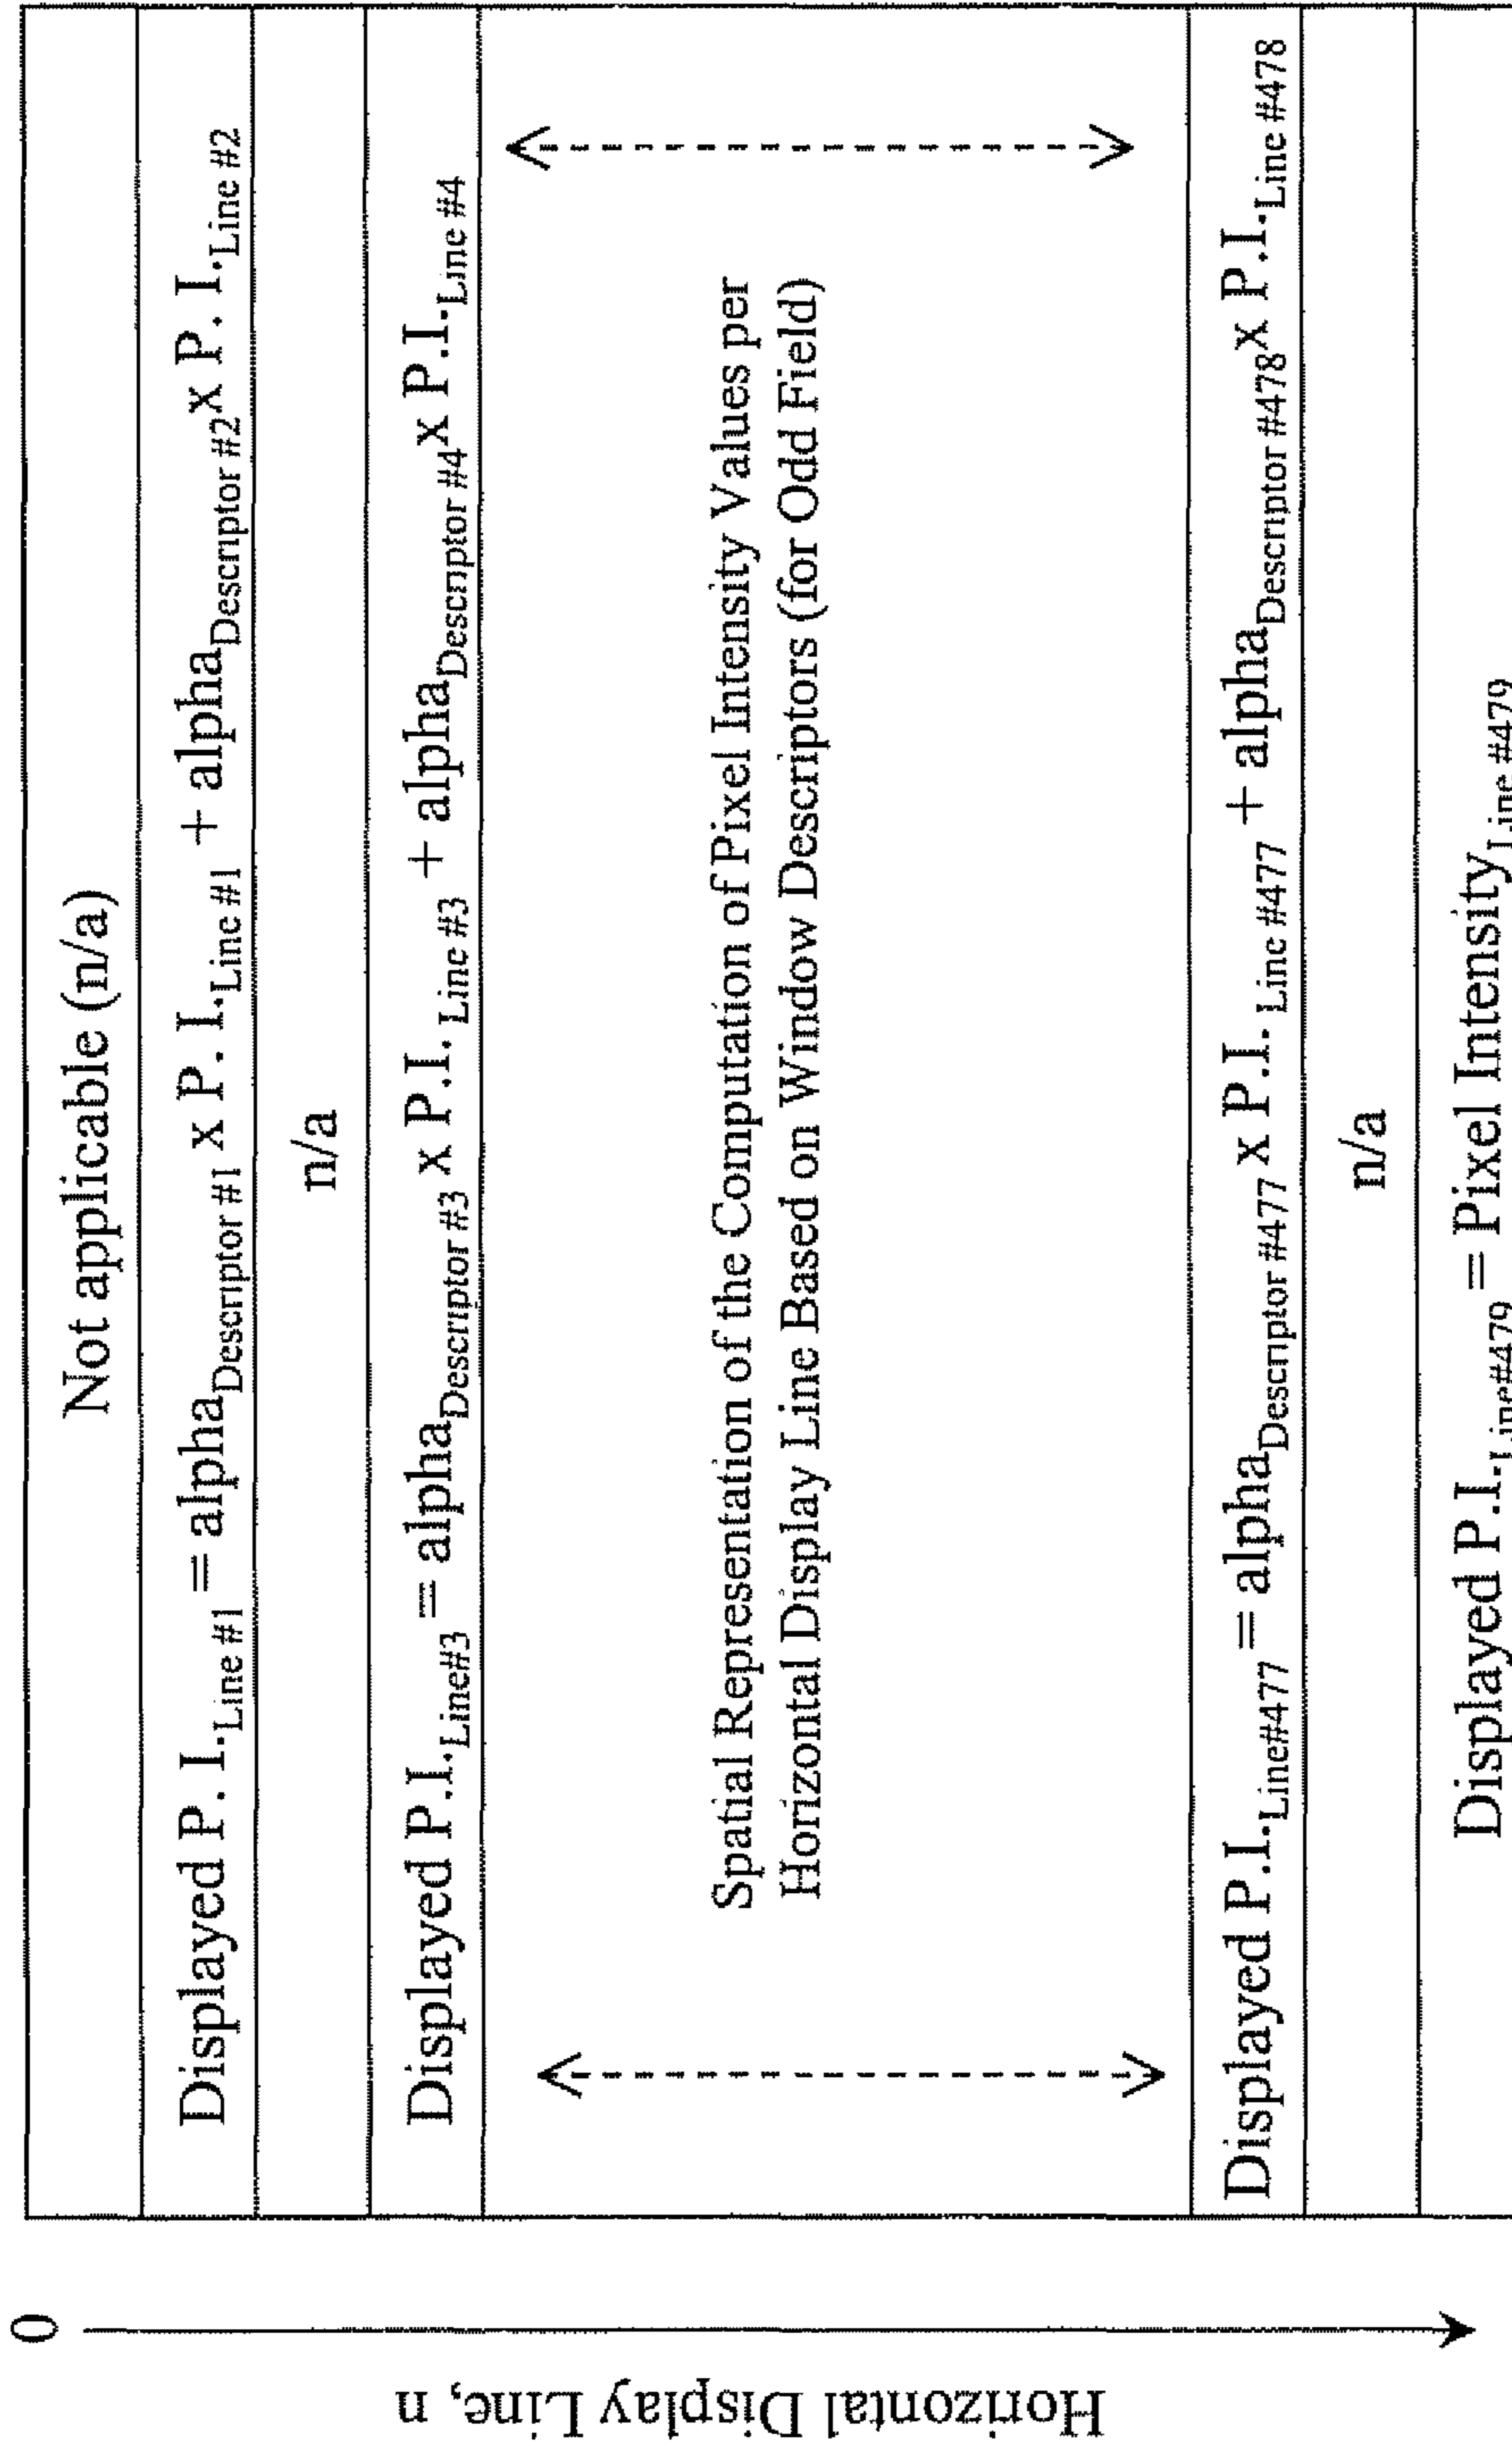 0
Horizontal Display Line, n
Not applicable (n/a)
Displayed P. I.Line #1 = alphaDescriptor #1 x P. I.Line #1 + alphaDescriptor #2 x P. I.Line #2
n/a
Displayed P.I.Line#3 = alphaDescriptor #3 x P.I. Line #3 + alphaDescriptor #4 x P.I.Line #4
Spatial Representation of the Computation of Pixel Intensity Values per
Horizontal Display Line Based on Window Descriptors (for Odd Field)
Displayed P.I.Line#477 = alphaDescriptor #477 x P.I. Line #477 + alphaDescriptor #478 x P.I.Line #478
n/a
Displayed P.I.Line#479 = Pixel IntensityLine #479